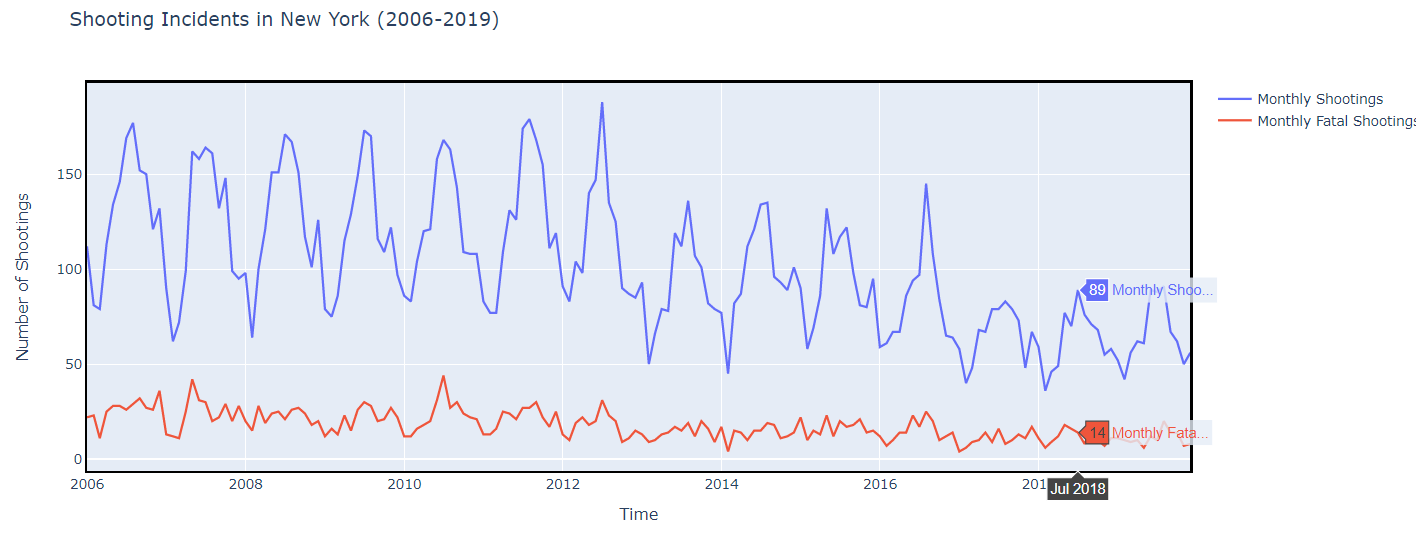 Shooting Incidents in New York (2006-2019)
Monthly Shootings
Monthly Fatal Shootings
Number of Shootings
150
100
50
0
89 Monthly Shoo...
14 Monthly Fata...
2006 2008 2010 2012 2014 2016 201
Jul 2018
Time